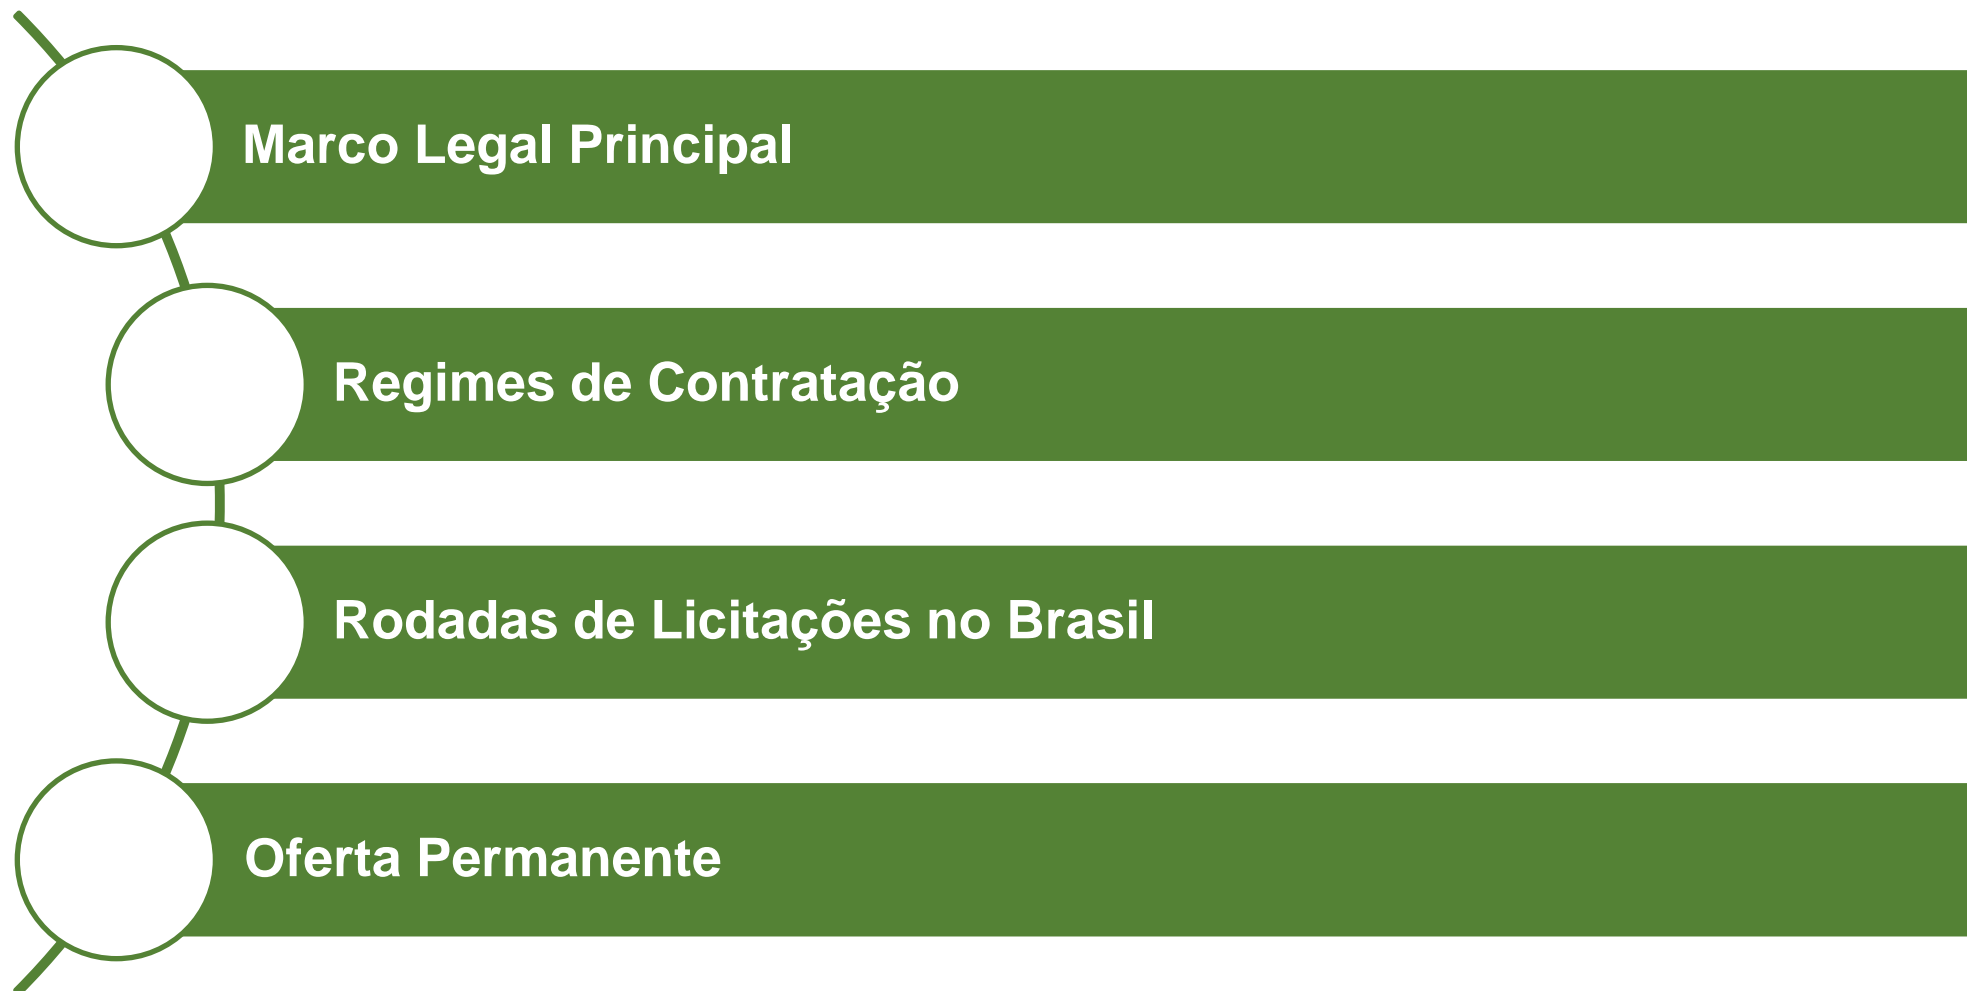 Marco Legal Principal
Regimes de Contratação
Rodadas de Licitações no Brasil
Oferta Permanente